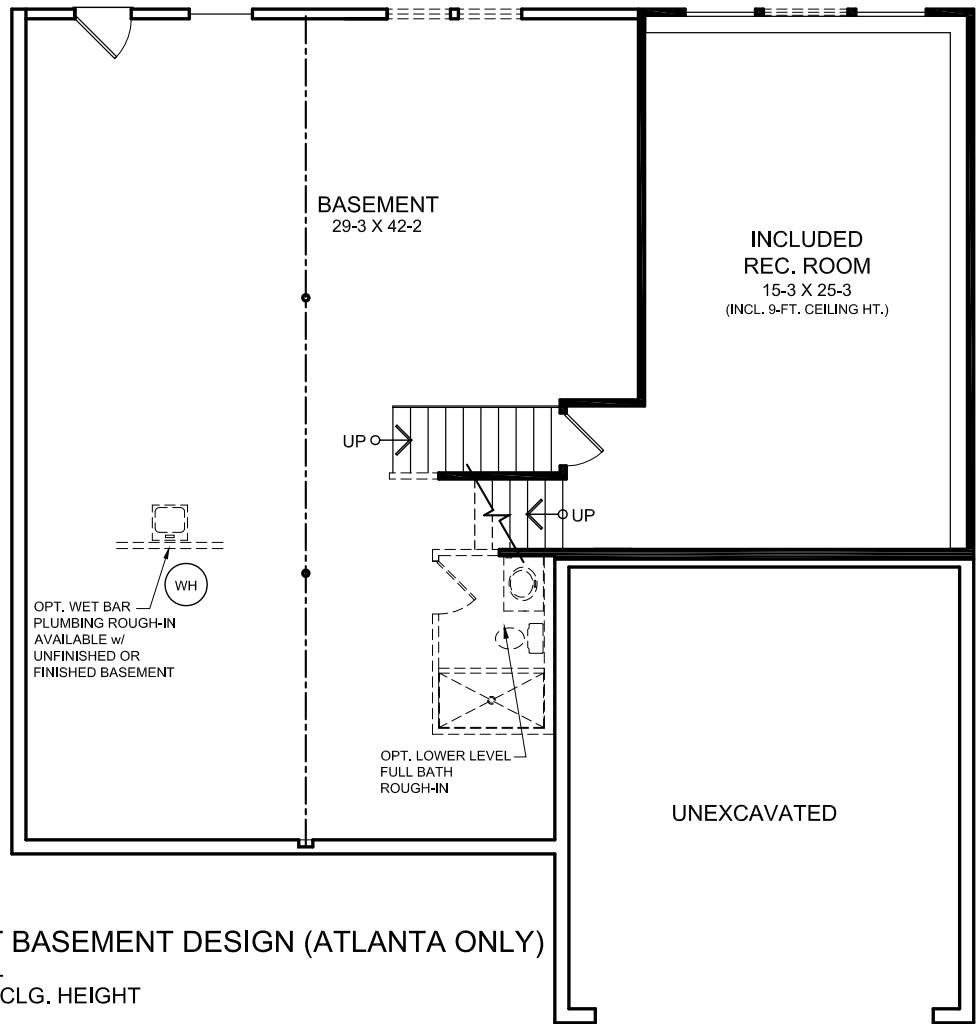 BASEMENT
29-3 X 42-2
INCLUDED
REC. ROOM
15-3 X 25-3
(INCL. 9-FT. CEILING HT.)
UP
UP
WH
OPT. WET BAR
PLUMBING ROUGH-IN
AVAILABLE w/
UNFINISHED OR
FINISHED BASEMENT
OPT. LOWER LEVEL
FULL BATH
ROUGH-IN
UNEXCAVATED
BASEMENT DESIGN (ATLANTA ONLY)
CLG. HEIGHT